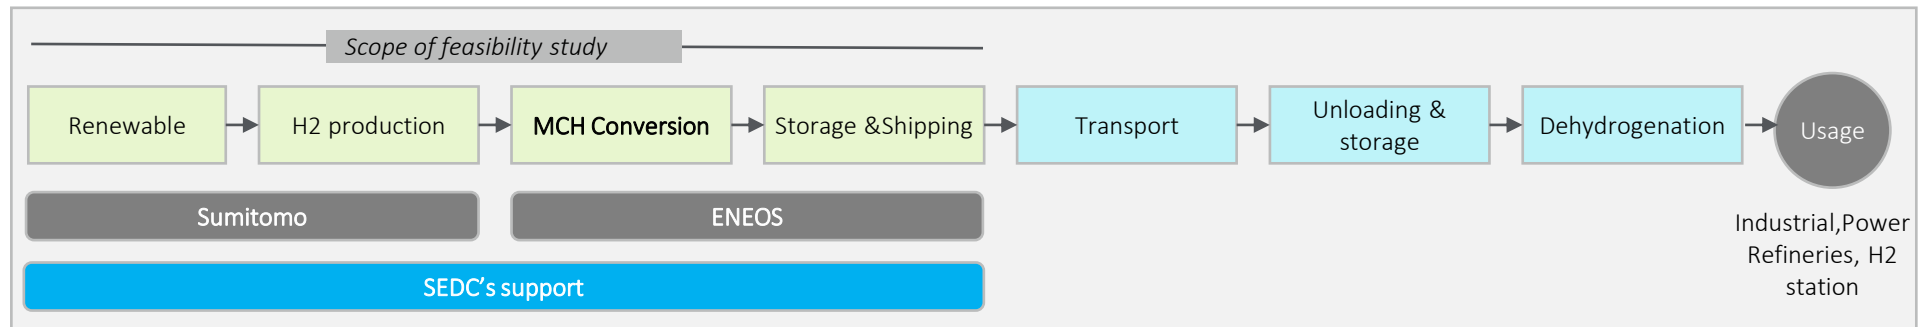 Scope of feasibility study
Renewable
H2 production
MCH Conversion
Storage &Shipping
Transport
Unloading &
storage
Dehydrogenation
Usage
Sumitomo
ENEOS
SEDC's support
Industrial,Power
Refineries, H2
station